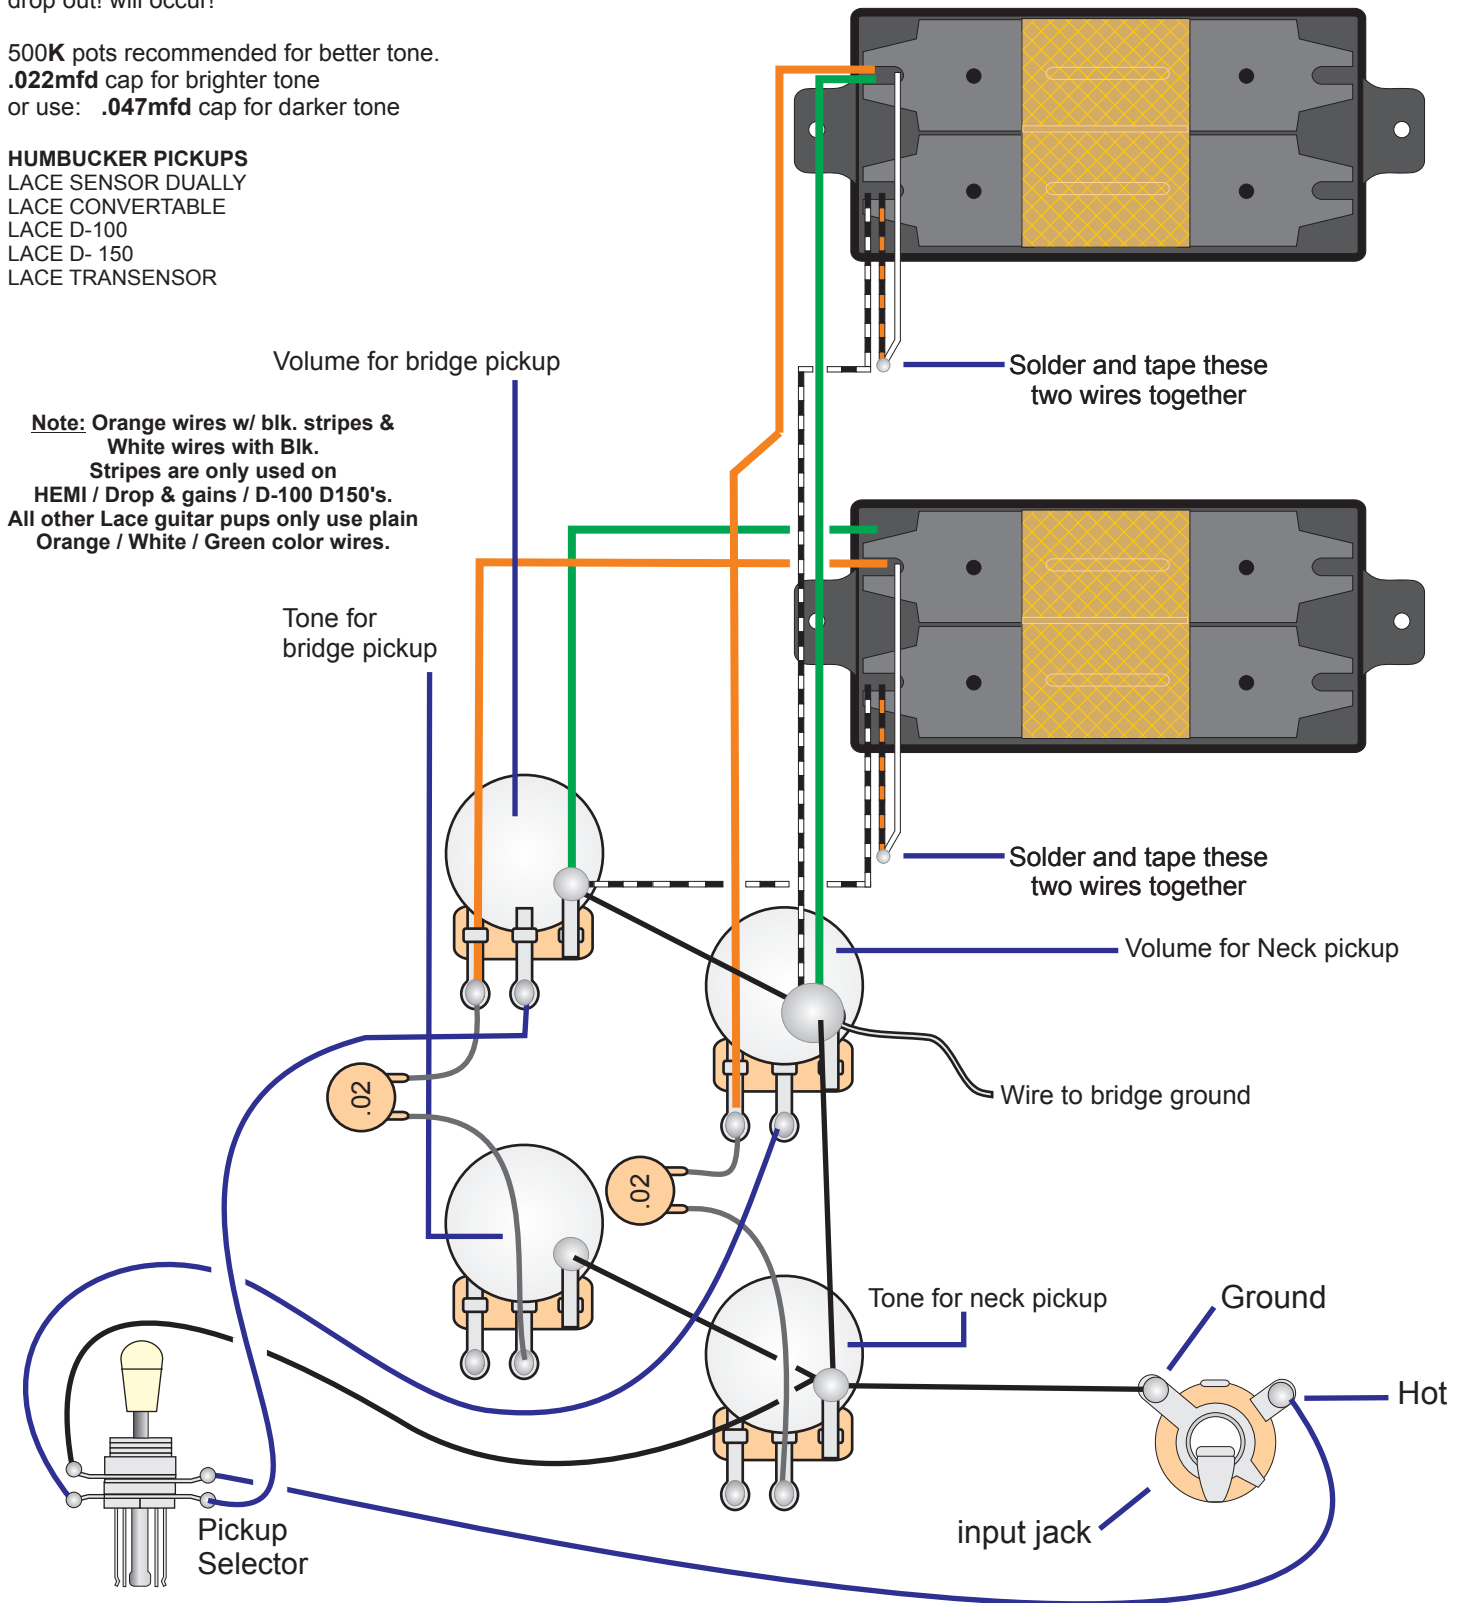 drop out! will occur!
500K pots recommended for better tone.
.022mfd cap for brighter tone
or use: .047mfd cap for darker tone
HUMBUCKER PICKUPS
LACE SENSOR DUALLY
LACE CONVERTABLE
LACE D-100
LACE D- 150
LACE TRANSENSOR
Solder and tape these
two wires together
Volume for bridge pickup
Note: Orange wires w/ blk. stripes &
White wires with Blk.
Stripes are only used on
HEMI / Drop & gains / D-100 D150's.
All other Lace guitar pups only use plain
Orange / White / Green color wires.
Tone for
bridge pickup
Solder and tape these
two wires together
Volume for Neck pickup
Wire to bridge ground
.02
.02
Tone for neck pickup
Ground
Hot
input jack
Pickup
Selector